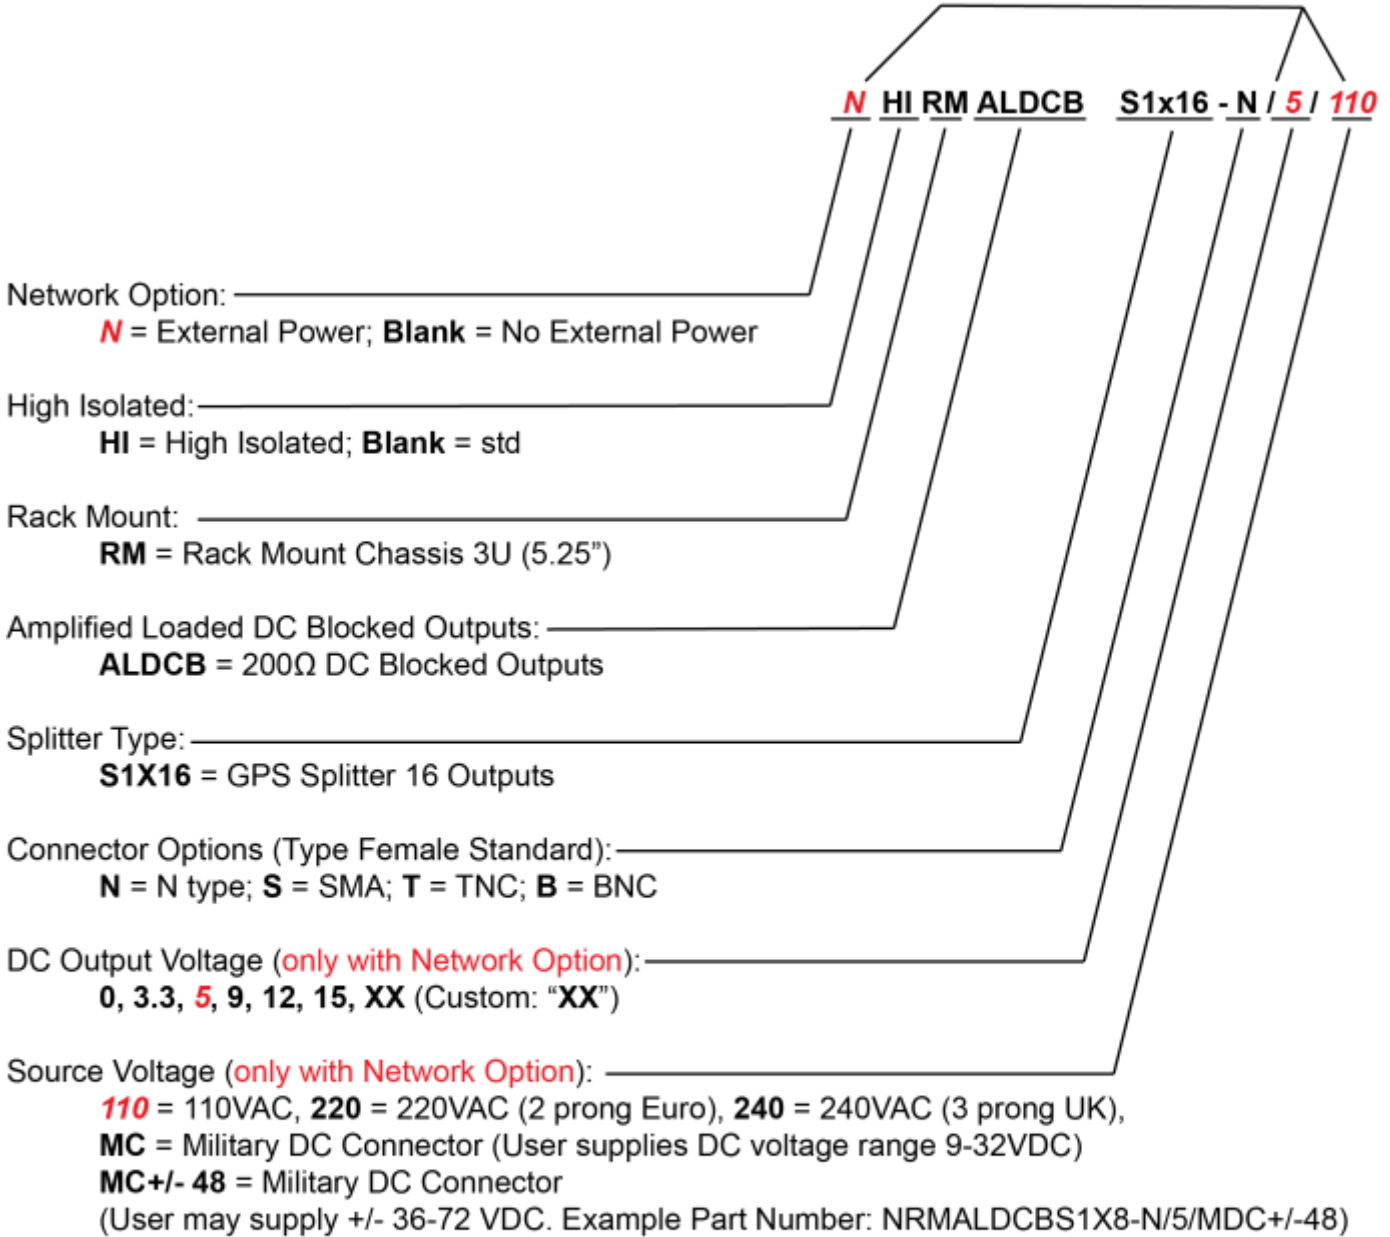 N HI RM ALDCB S1x16 - N / 5 / 110
Network Option:
N = External Power; Blank = No External Power
High Isolated:
HI = High Isolated; Blank = std
Rack Mount:
RM = Rack Mount Chassis 3U (5.25”)
Amplified Loaded DC Blocked Outputs:
ALDCB = 200Ω DC Blocked Outputs
Splitter Type:
S1X16 = GPS Splitter 16 Outputs
Connector Options (Type Female Standard):
N = N type; S = SMA; T = TNC; B = BNC
DC Output Voltage (only with Network Option):
0, 3.3, 5, 9, 12, 15, XX (Custom: “XX”)
Source Voltage (only with Network Option):
110 = 110VAC, 220 = 220VAC (2 prong Euro), 240 = 240VAC (3 prong UK),
MC = Military DC Connector (User supplies DC voltage range 9-32VDC)
MC+/- 48 = Military DC Connector
(User may supply +/- 36-72 VDC. Example Part Number: NRMALDCBS1X8-N/5/MDC+/-48)